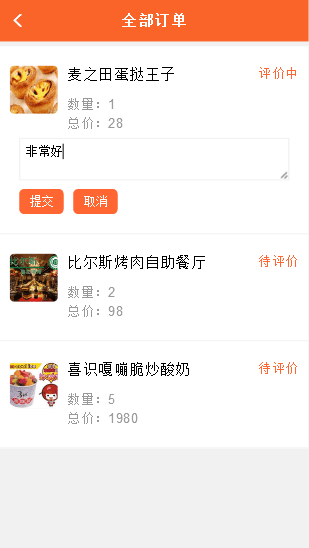 全部订单
麦之田蛋挞王子 评价中
数量：1
总价：28
非常好
提交 取消
比尔斯烤肉自助餐厅 待评价
数量：2
总价：98
喜识嘎嘣脆炒酸奶 待评价
数量：5
总价：1980